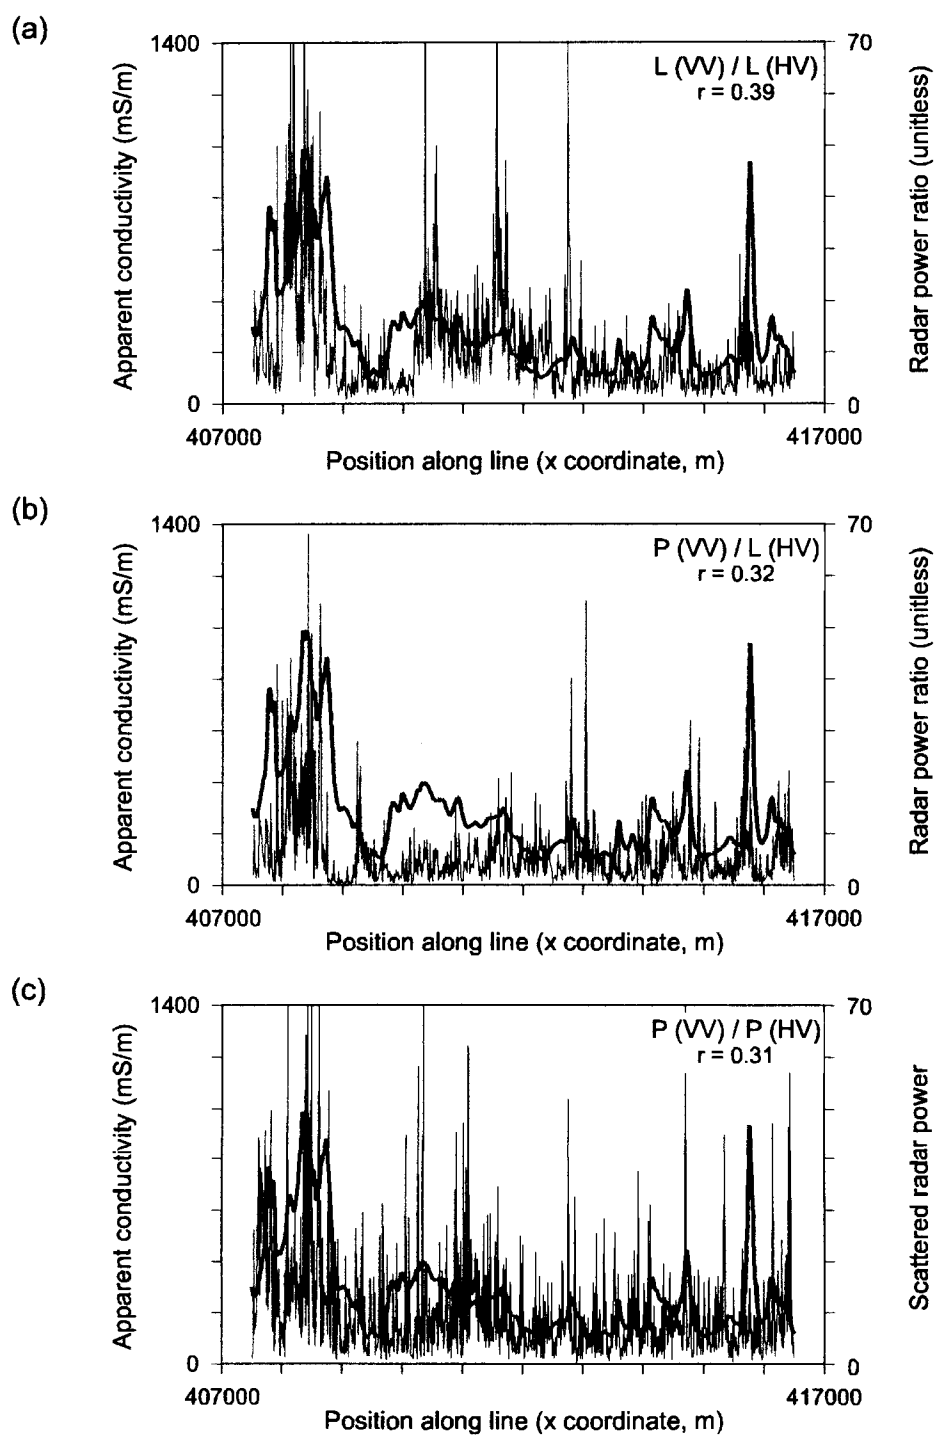 (a)
1400
70
L (VV) / L (HV)
r = 0.39
Apparent conductivity (mS/m)
Radar power ratio (unitless)
0
0
407000
417000
Position along line (x coordinate, m)
(b)
1400
70
P (VV) / L (HV)
r = 0.32
Apparent conductivity (mS/m)
Radar power ratio (unitless)
0
0
407000
417000
Position along line (x coordinate, m)
(c)
1400
70
P (VV) / P (HV)
r = 0.31
Apparent conductivity (mS/m)
Scattered radar power
0
0
407000
417000
Position along line (x coordinate, m)